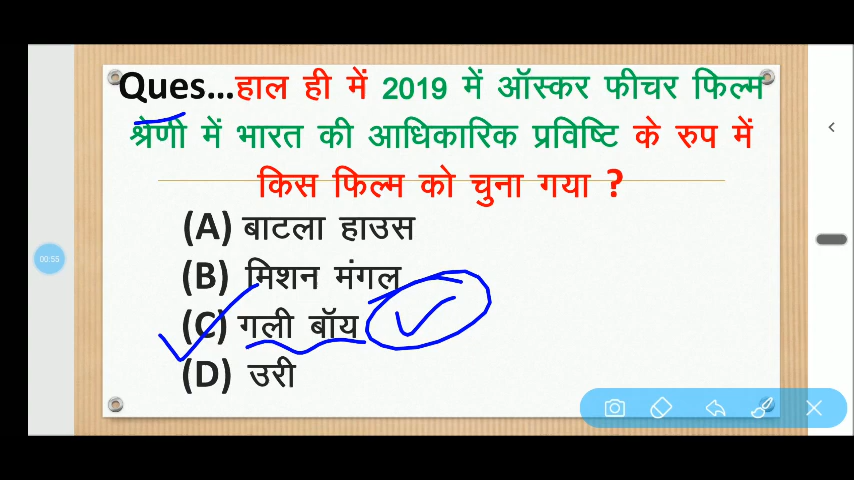 Ques...हाल ही में 2019 में ऑस्कर फीचर फिल्म
श्रेणी में भारत की आधिकारिक प्रविष्टि के रुप में
किस फिल्म को चुना गया ?
(A) बाटला हाउस
(B) मिशन मंगल
(C) गली बॉय
(D) उरी
00:55